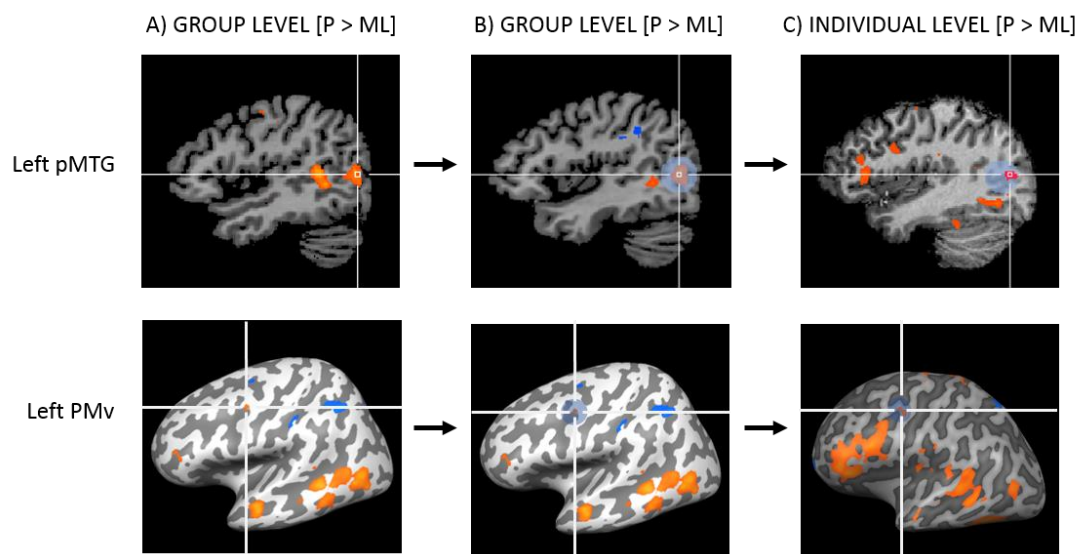 A) GROUP LEVEL [P > ML]
B) GROUP LEVEL [P > ML]
C) INDIVIDUAL LEVEL [P > ML]
Left pMTG
Left PMv